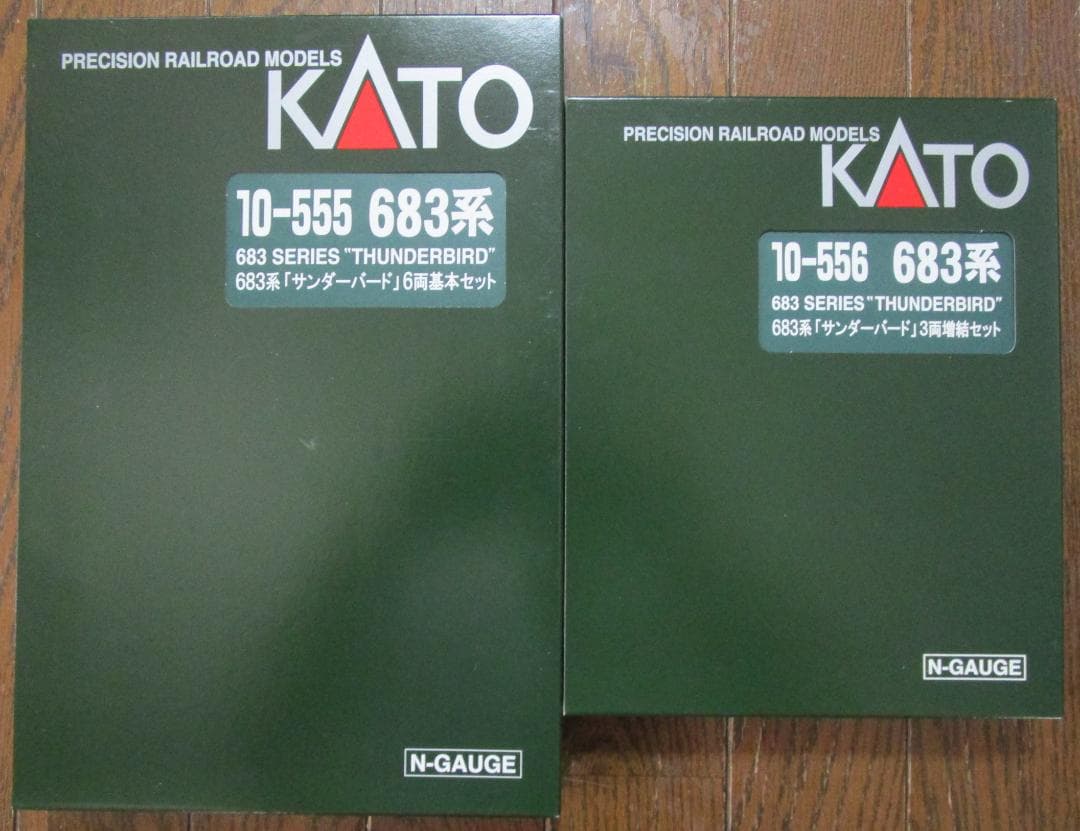 PRECISION RAILROAD MODELS
KATO
10-555 683系
683 SERIES "THUNDERBIRD"
683系「サンダーバード」6両基本セット
N-GAUGE
PRECISION RAILROAD MODELS
KATO
10-556 683系
683 SERIES "THUNDERBIRD"
683系「サンダーバード」3両増結セット
N-GAUGE